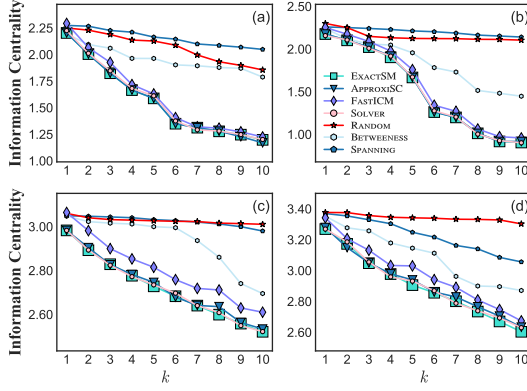 Information Centrality
2.25
2.00
1.75
1.50
1.25
1.00
(a)
1 2 3 4 5 6 7 8 9 10
2.50
2.00
1.50
1.00
(b)
EXACTSM
APPROXISC
FASTICM
SOLVER
RANDOM
BETWEENESS
SPANNING
1 2 3 4 5 6 7 8 9 10
Information Centrality
3.00
2.80
2.60
(c)
1 2 3 4 5 6 7 8 9 10
k
3.40
3.20
3.00
2.80
2.60
(d)
1 2 3 4 5 6 7 8 9 10
k